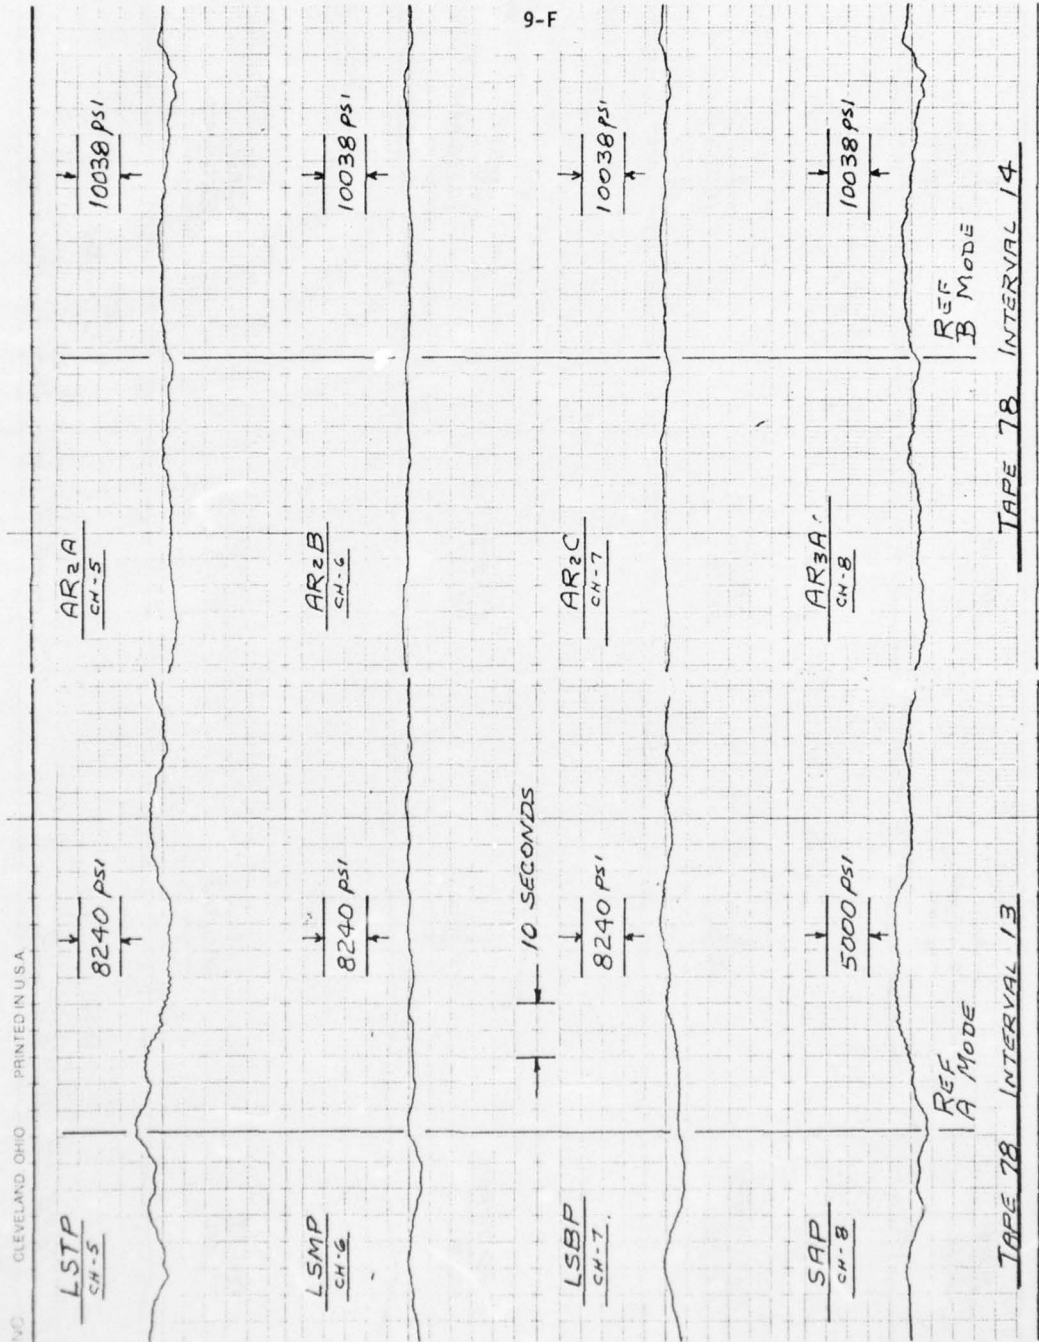 9-F
NC CLEVELAND OHIO PRINTED IN U.S.A.
LSTP
CH-5
8240 PSI
AR2A
CH-5
10038 PSI
LSMP
CH-6
8240 PSI
AR2B
CH-6
10038 PSI
10 SECONDS
LSBP
CH-7
8240 PSI
AR2C
CH-7
10038 PSI
SAP
CH-8
5000 PSI
AR3A
CH-8
10038 PSI
REF
A MODE
REF
B MODE
TAPE 78 INTERVAL 13
TAPE 78 INTERVAL 14